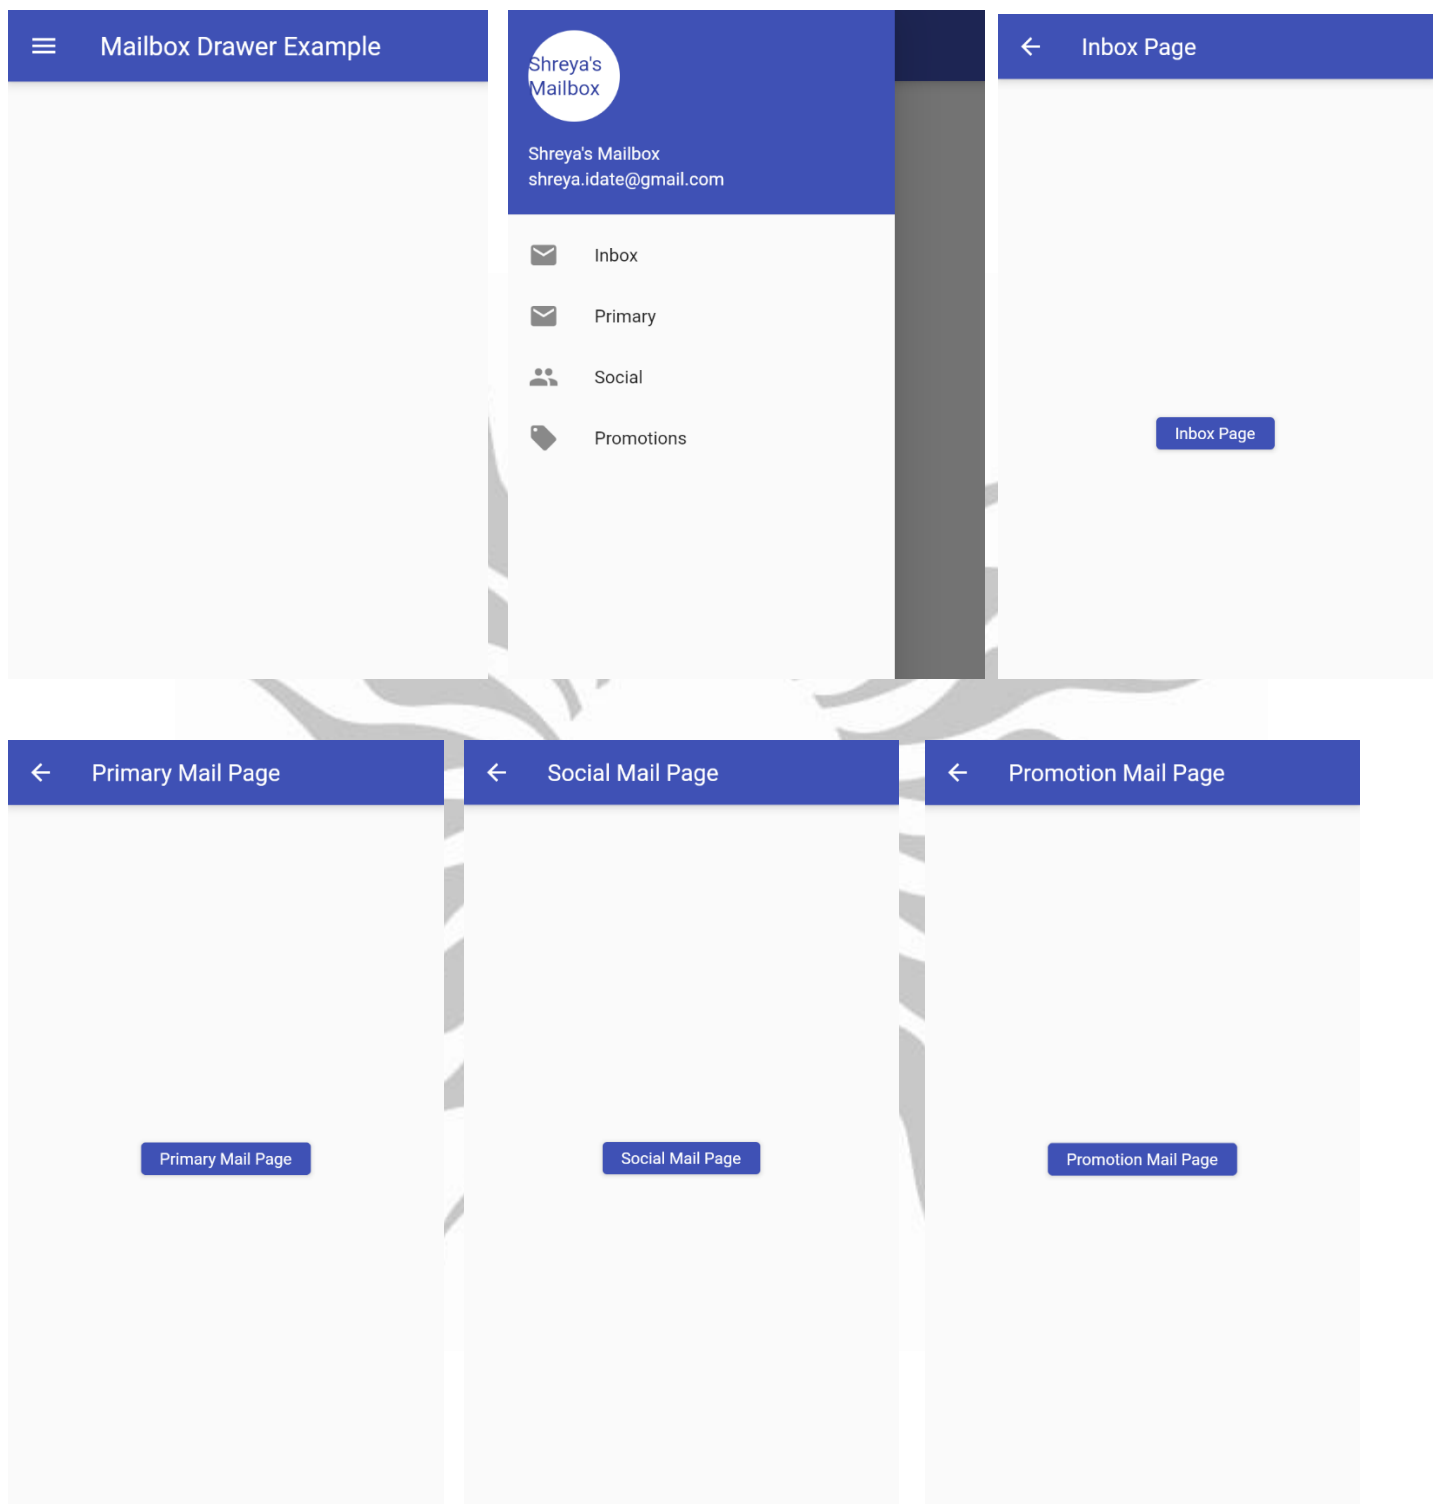 Mailbox Drawer Example
Shreya's
Mailbox
Shreya's Mailbox
shreya.idate@gmail.com
Inbox
Primary
Social
Promotions
Inbox Page
Inbox Page
Primary Mail Page
Primary Mail Page
Social Mail Page
Social Mail Page
Promotion Mail Page
Promotion Mail Page